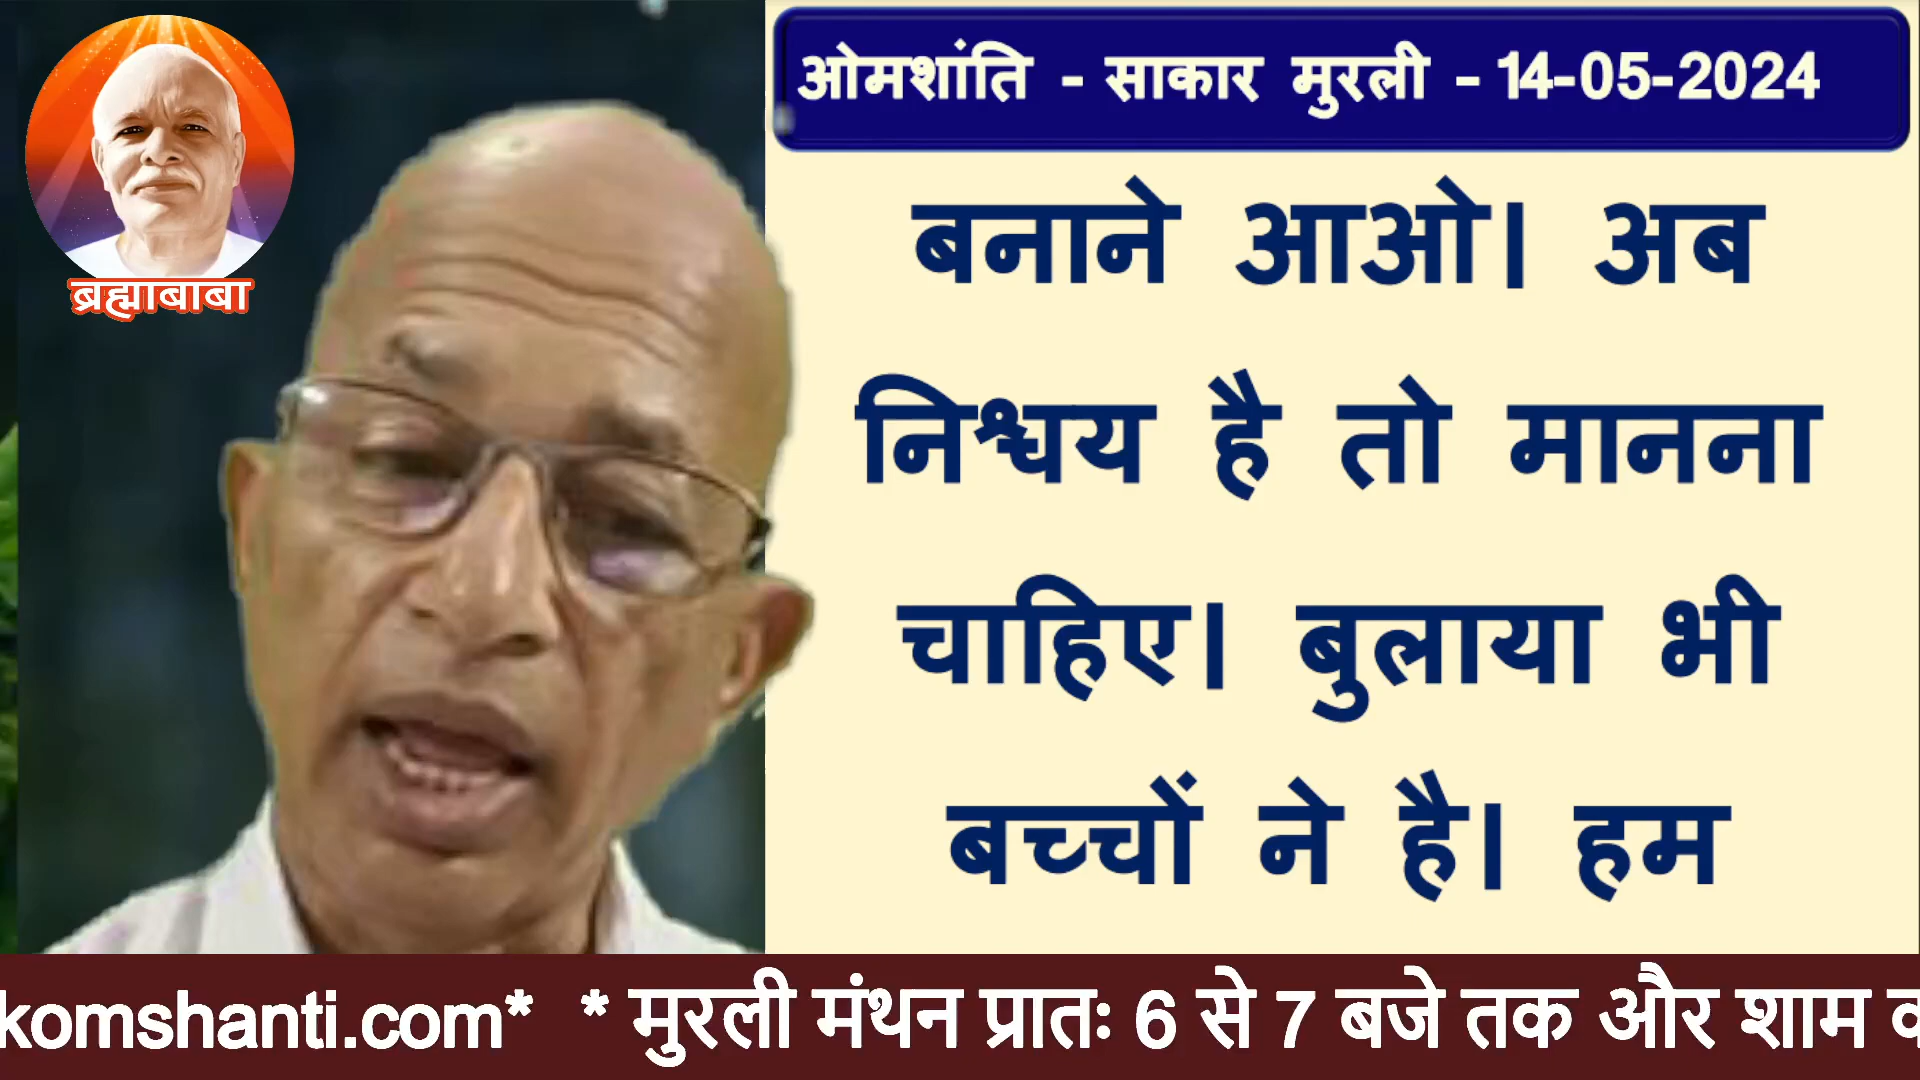 ओमशांति - साकार मुरली - 14-05-2024
ब्रह्माबाबा
बनाने आओ। अब
निश्चय है तो मानना
चाहिए। बुलाया भी
बच्चों ने है। हम
komshanti.com* * मुरली मंथन प्रातः 6 से 7 बजे तक और शाम